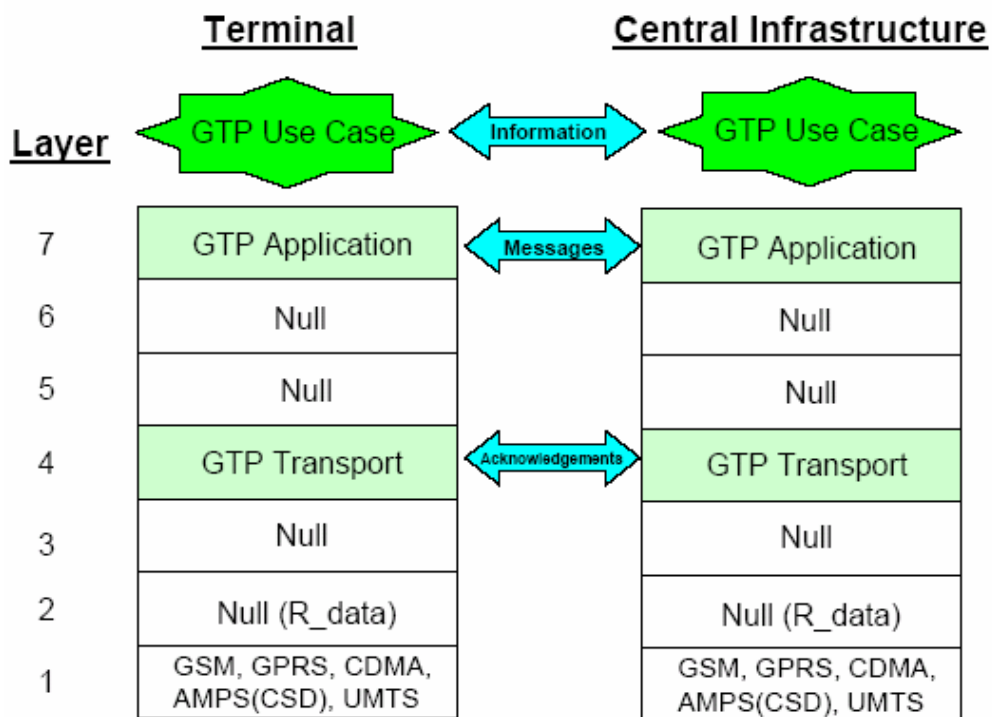 Terminal
Central Infrastructure
Layer
GTP Use Case
Information
GTP Use Case
7
GTP Application
Messages
GTP Application
6
Null
Null
5
Null
Null
4
GTP Transport
Acknowledgements
GTP Transport
3
Null
Null
2
Null (R_data)
Null (R_data)
1
GSM, GPRS, CDMA,
AMPS(CSD), UMTS
GSM, GPRS, CDMA,
AMPS(CSD), UMTS